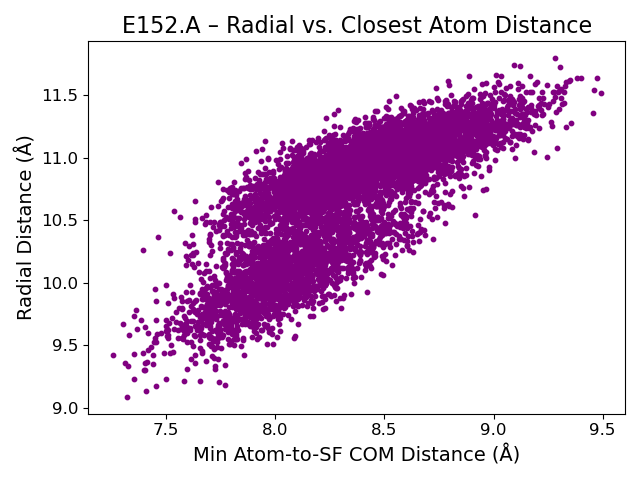 E152.A – Radial vs. Closest Atom Distance
Radial Distance (Å)
11.5
11.0
10.5
10.0
9.5
9.0
7.5 8.0 8.5 9.0 9.5
Min Atom-to-SF COM Distance (Å)